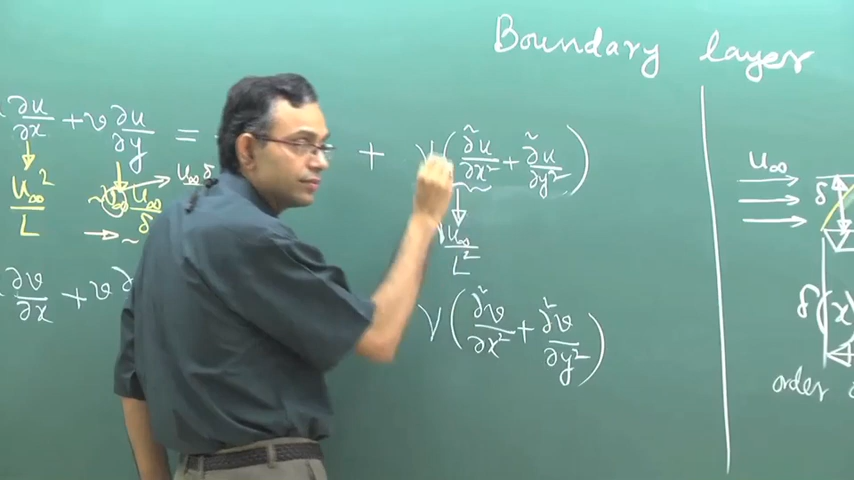 Boundary layer
∂u/∂x + v ∂u/∂y = + ν(∂²u/∂x² + ∂²u/∂y²)
u∞²/L ~ v∞ u∞/δ u∞ δ ν u∞/L²
~
∂v/∂x + v ∂ ν(∂²v/∂x² + ∂²v/∂y²)
u∞
δ
δ(x)
order